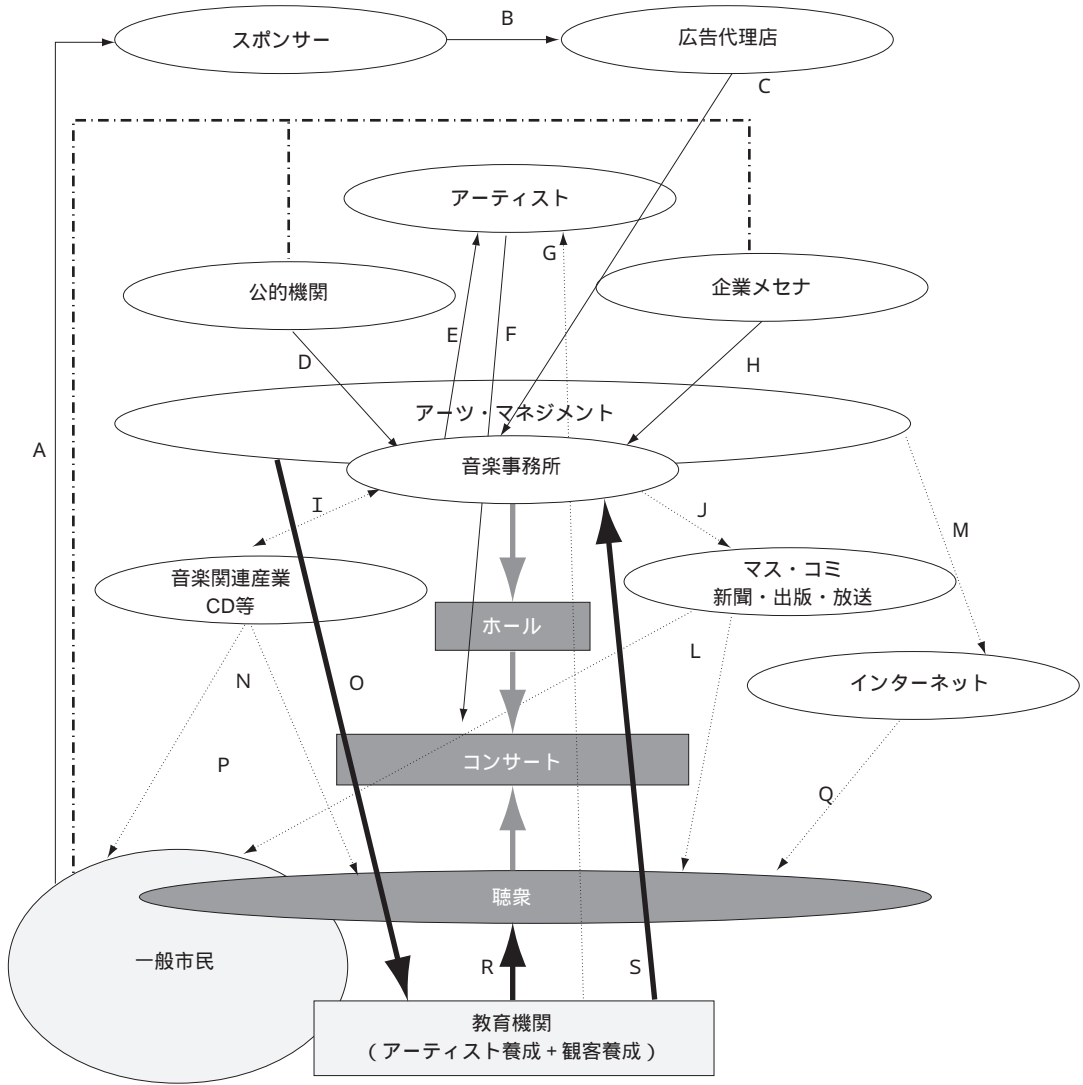 B
スポンサー
広告代理店
C
アーティスト
G
企業メセナ
公的機関
E
F
D
H
アーツ・マネジメント
A
音楽事務所
I
J
M
音楽関連産業
CD等
マス・コミ
新聞・出版・放送
ホール
L
N
O
インターネット
コンサート
P
Q
聴衆
一般市民
R
S
教育機関
(アーティスト養成+観客養成)